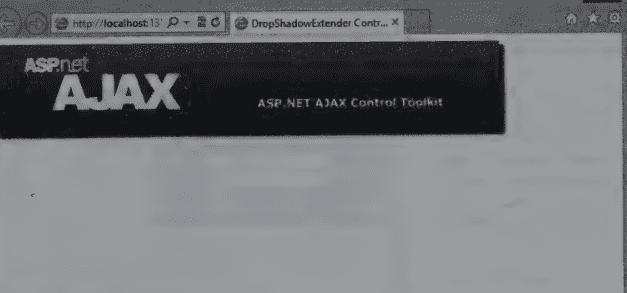 http://localhost:13
DropShadowExtender Contr...
ASP.net
AJAX
ASP.NET AJAX Control Toolkit